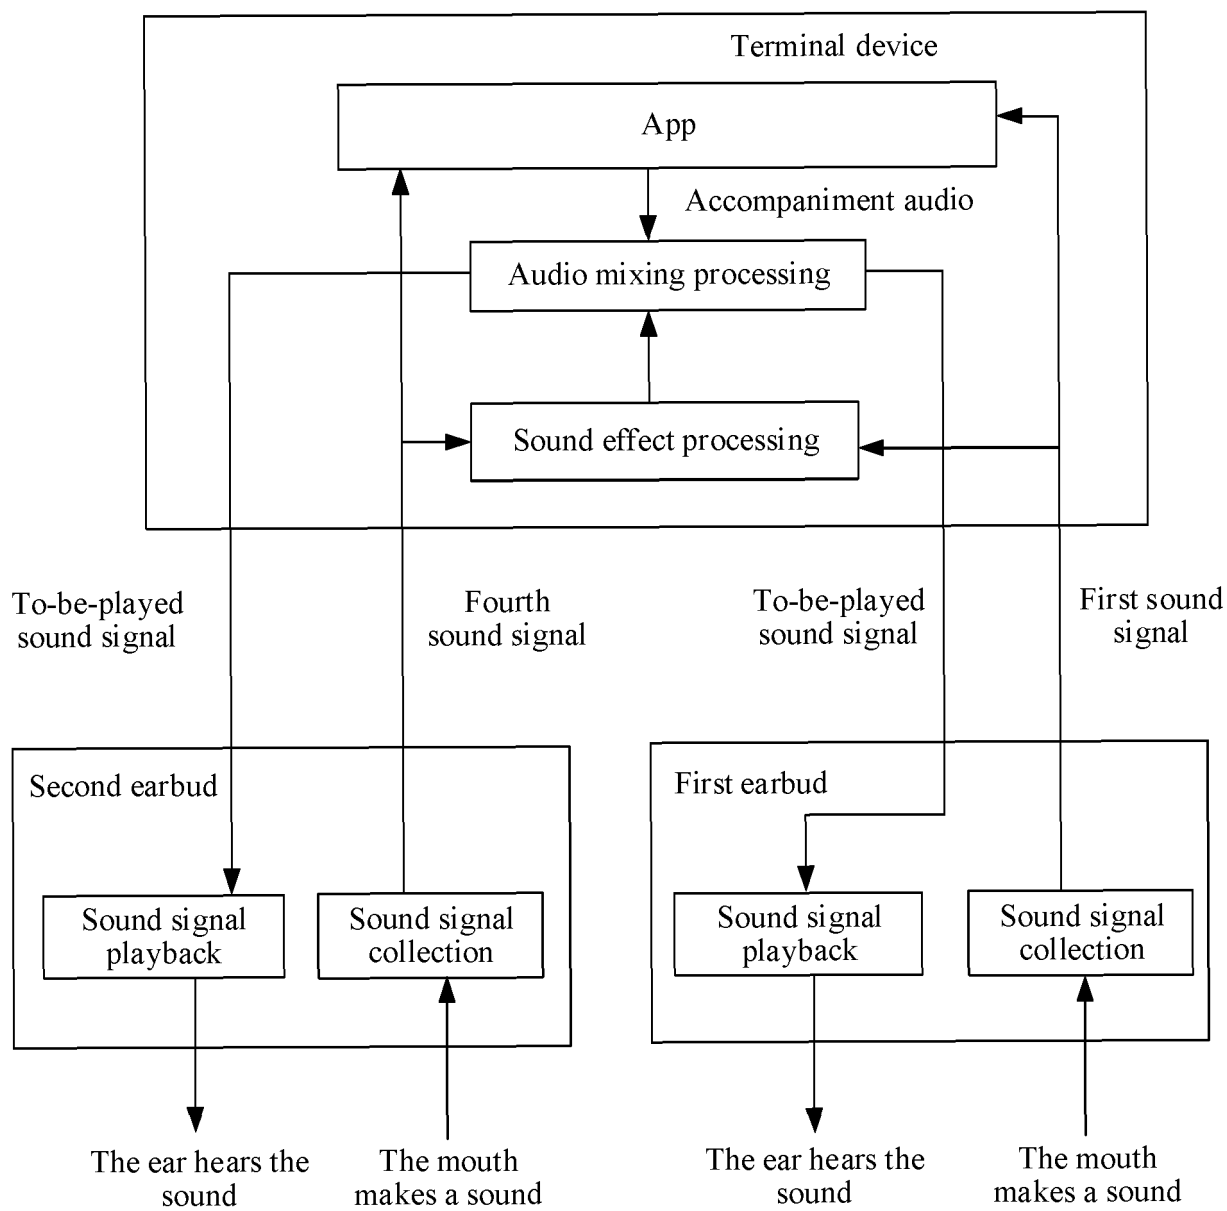 Terminal device
App
Accompaniment audio
Audio mixing processing
Sound effect processing
To-be-played
sound signal
Fourth
sound signal
To-be-played
sound signal
First sound
signal
Second earbud
Sound signal
playback
Sound signal
collection
First earbud
Sound signal
playback
Sound signal
collection
The ear hears the
sound
The mouth
makes a sound
The ear hears the
sound
The mouth
makes a sound